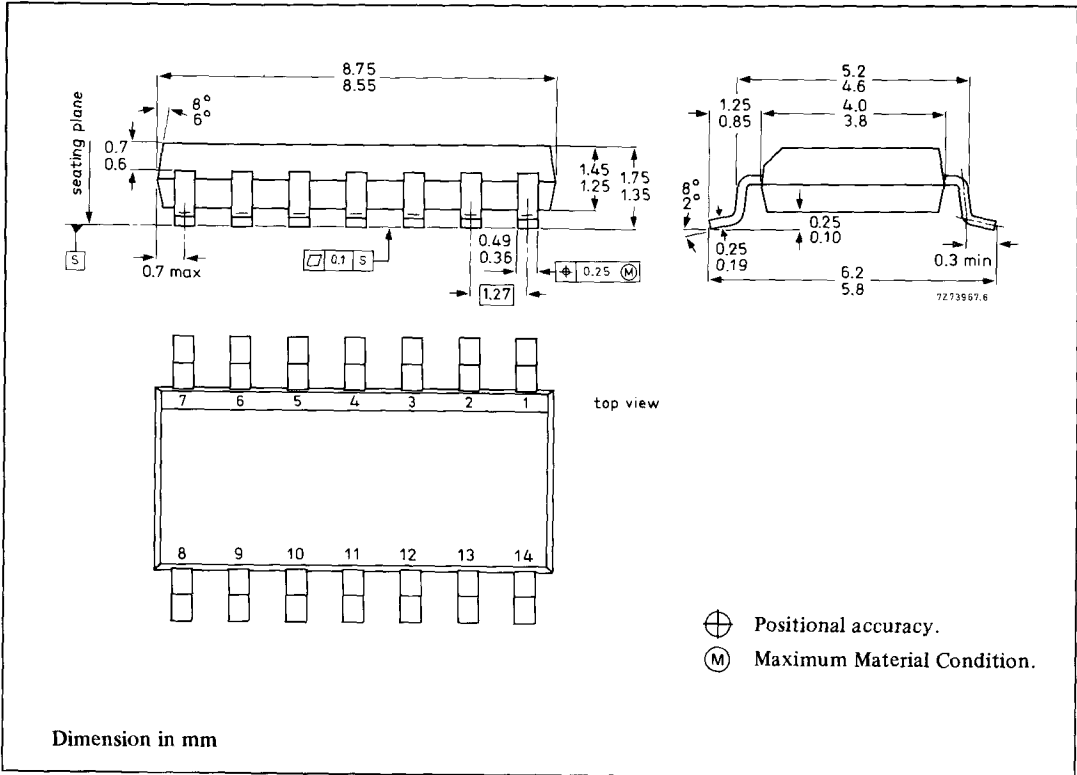 8.75
8.55
8°
6°
seating plane
0.7
0.6
1.45
1.25
1.75
1.35
S
0.7 max
0.1 S
0.49
0.36
0.25 M
1.27
5.2
4.6
1.25
0.85
4.0
3.8
8°
2°
0.25
0.10
0.25
0.19
0.3 min
6.2
5.8
7Z73967.6
7 6 5 4 3 2 1
top view
8 9 10 11 12 13 14
Positional accuracy.
M Maximum Material Condition.
Dimension in mm